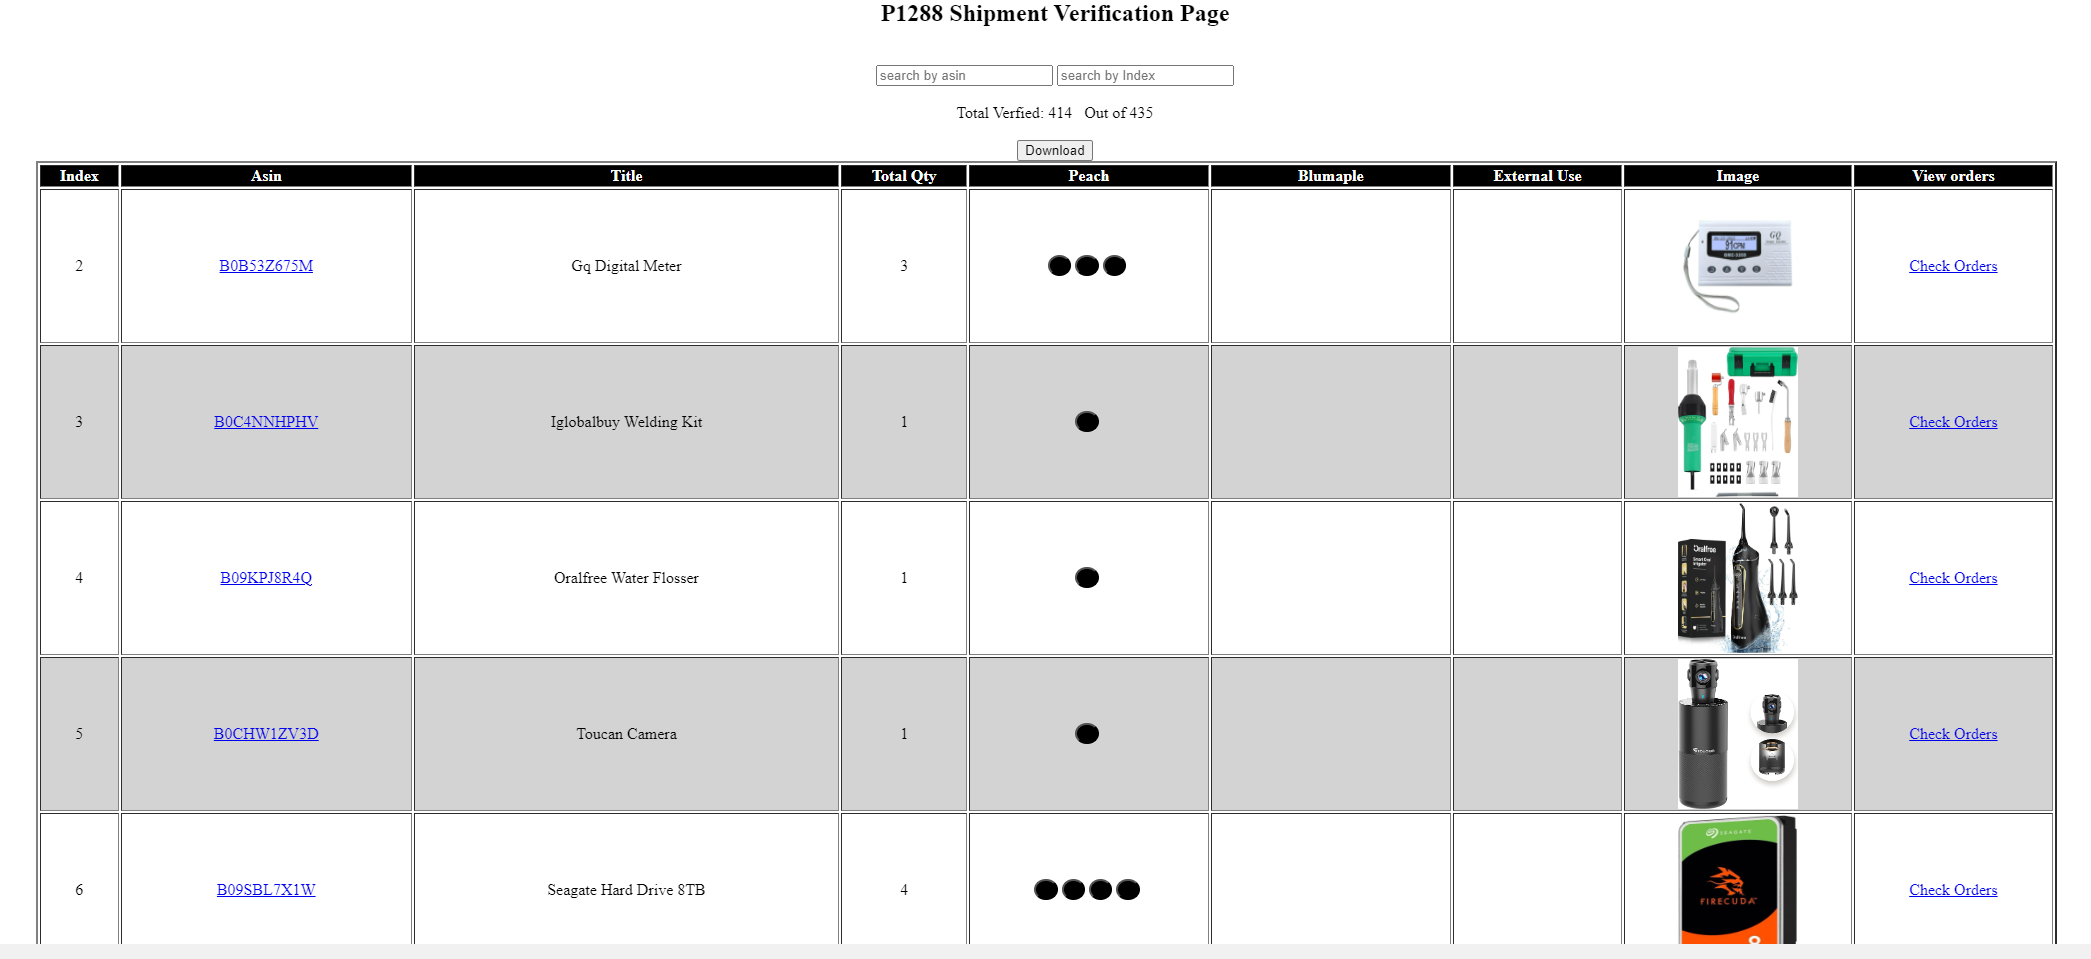 P1288 Shipment Verification Page
search by asin search by Index
Total Verfied: 414 Out of 435
Download
Index Asin Title Total Qty Peach Blumaple External Use Image View orders
2 B0B53Z675M Gq Digital Meter 3 Check Orders
GQ
3 B0C4NNHPHV Iglobalbuy Welding Kit 1 Check Orders
4 B09KPJ8R4Q Oralfree Water Flosser 1 Check Orders
Oralfree
5 B0CHW1ZV3D Toucan Camera 1 Check Orders
6 B09SBL7X1W Seagate Hard Drive 8TB 4 Check Orders
SEAGATE
FIRECUDA